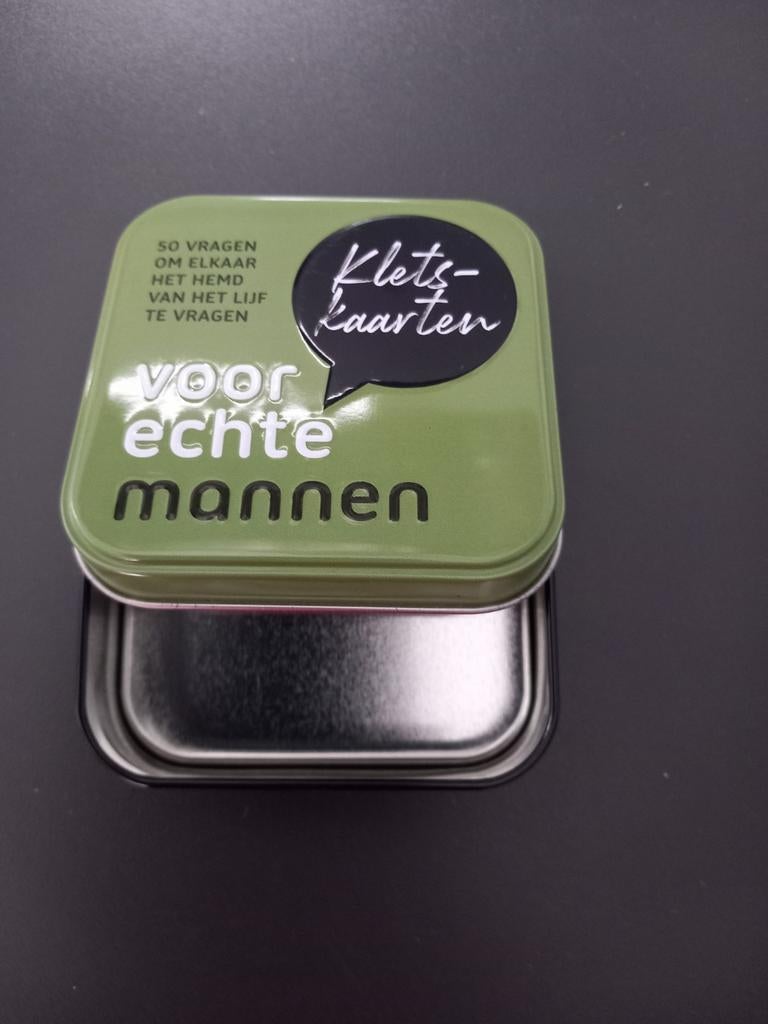 50 VRAGEN
OM ELKAAR
HET HEMD
VAN HET LIJF
TE VRAGEN
Klets-
kaarten
voor
echte
mannen